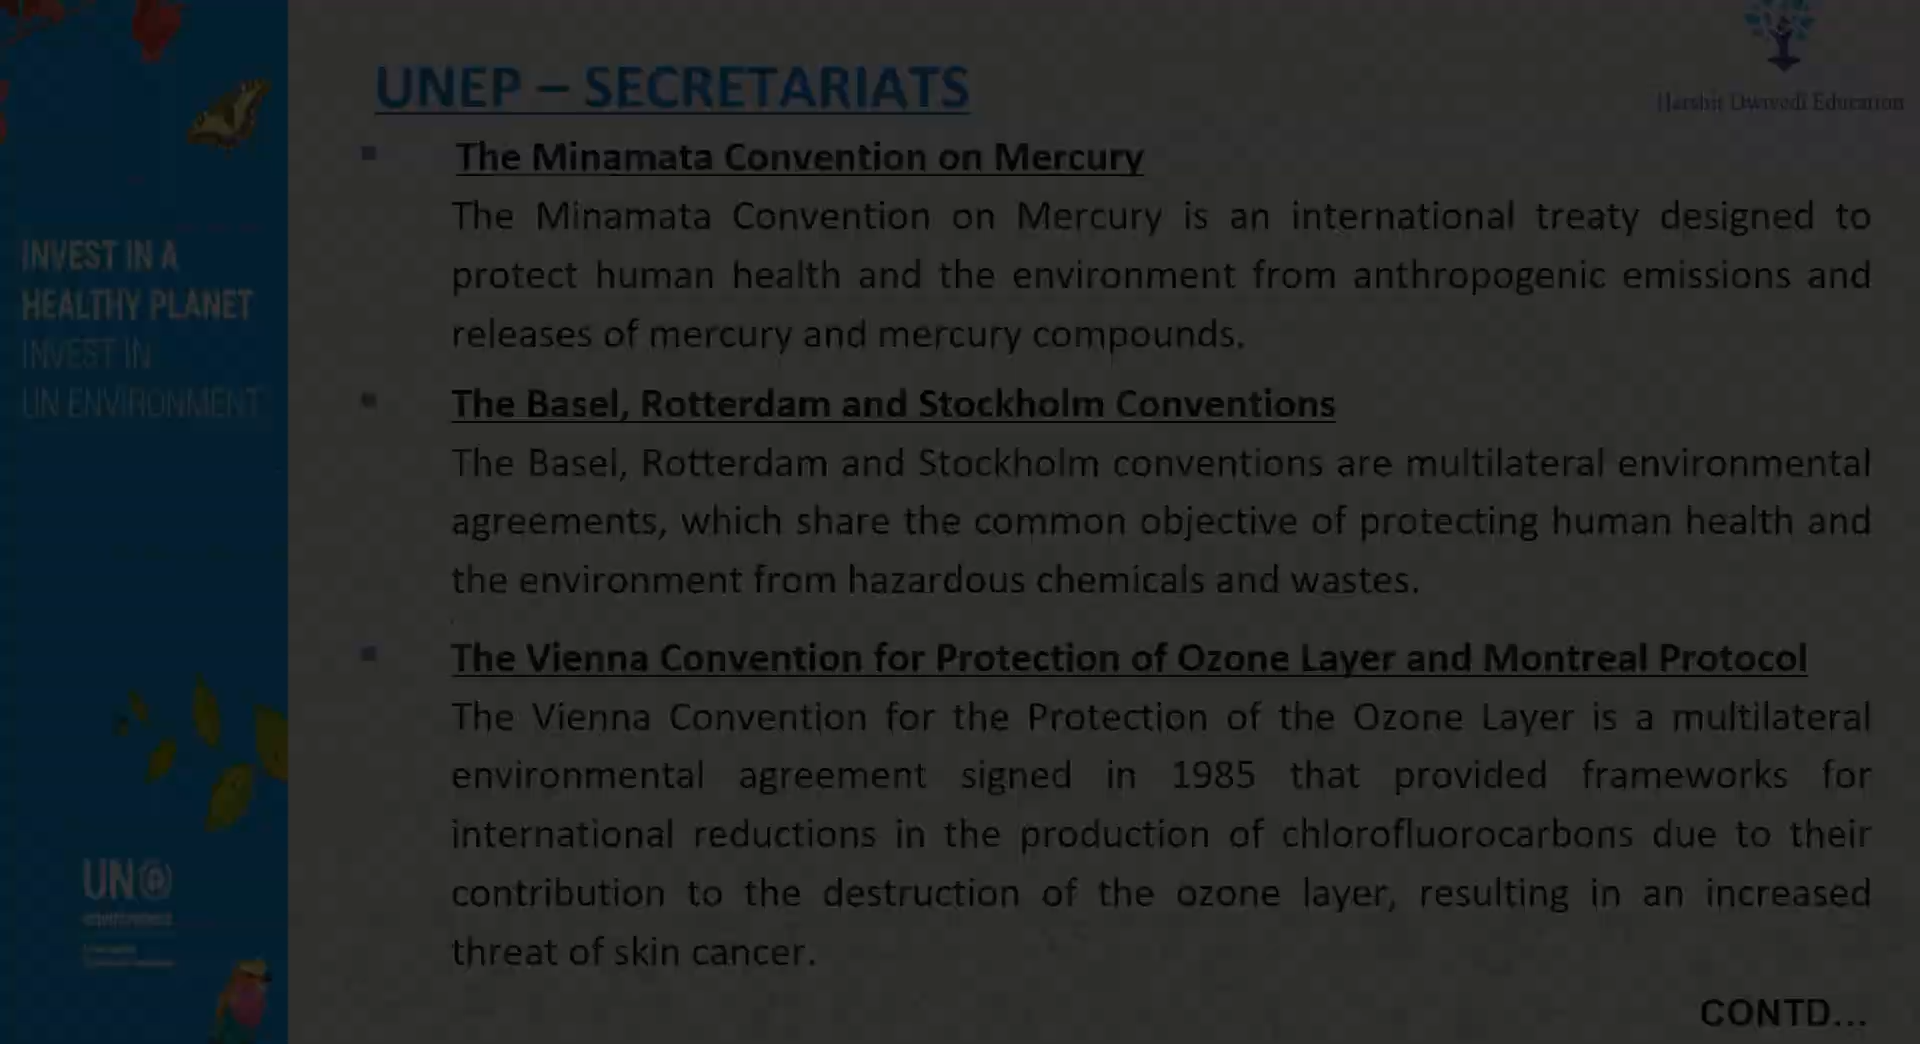 Harshit Dwivedi Education
UNEP – SECRETARIATS
The Minamata Convention on Mercury
The Minamata Convention on Mercury is an international treaty designed to
protect human health and the environment from anthropogenic emissions and
releases of mercury and mercury compounds.
The Basel, Rotterdam and Stockholm Conventions
The Basel, Rotterdam and Stockholm conventions are multilateral environmental
agreements, which share the common objective of protecting human health and
the environment from hazardous chemicals and wastes.
The Vienna Convention for Protection of Ozone Layer and Montreal Protocol
The Vienna Convention for the Protection of the Ozone Layer is a multilateral
environmental agreement signed in 1985 that provided frameworks for
international reductions in the production of chlorofluorocarbons due to their
contribution to the destruction of the ozone layer, resulting in an increased
threat of skin cancer.
CONTD...
INVEST IN A
HEALTHY PLANET
INVEST IN
UN ENVIRONMENT
UN
environment